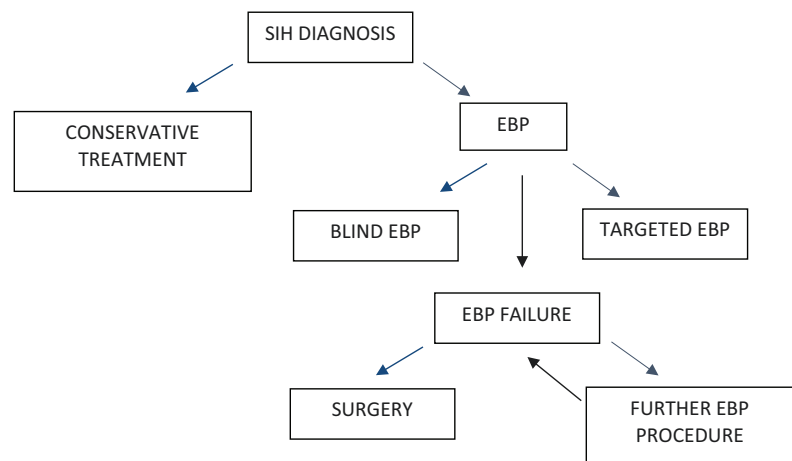 SIH DIAGNOSIS
CONSERVATIVE
TREATMENT
EBP
BLIND EBP
TARGETED EBP
EBP FAILURE
SURGERY
FURTHER EBP
PROCEDURE